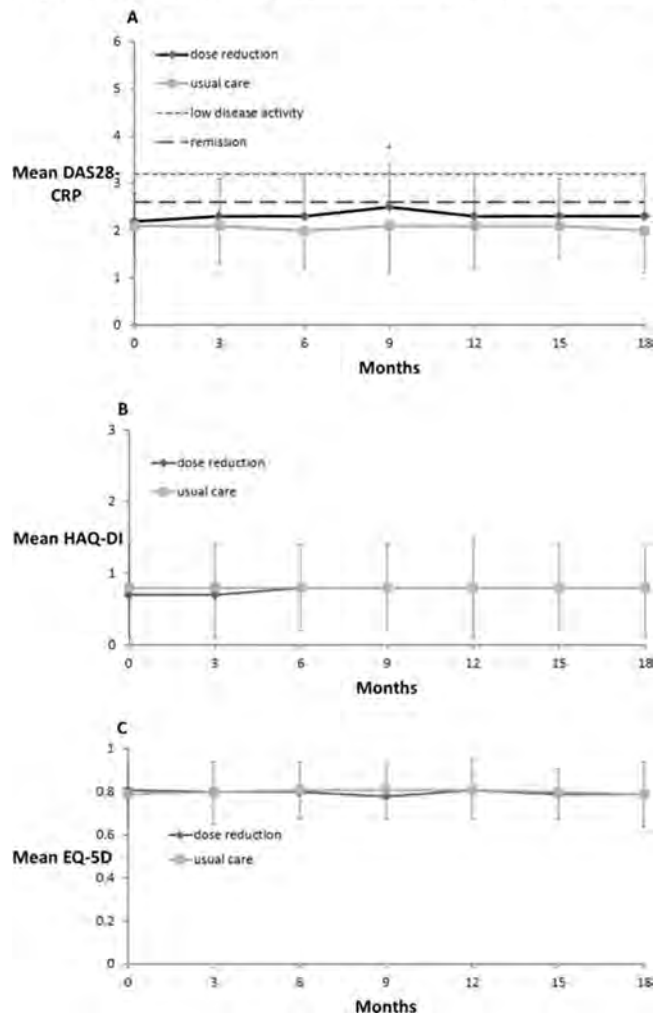 A
6
5
4
3
2
1
0
dose reduction
usual care
low disease activity
remission
Mean DAS28-
CRP
0 3 6 9 12 15 18
Months
B
3
2
1
0
dose reduction
usual care
Mean HAQ-DI
0 3 6 9 12 15 18
Months
C
1
0.8
0.6
0.4
0.2
0
dose reduction
usual care
Mean EQ-5D
0 3 6 9 12 15 18
Months